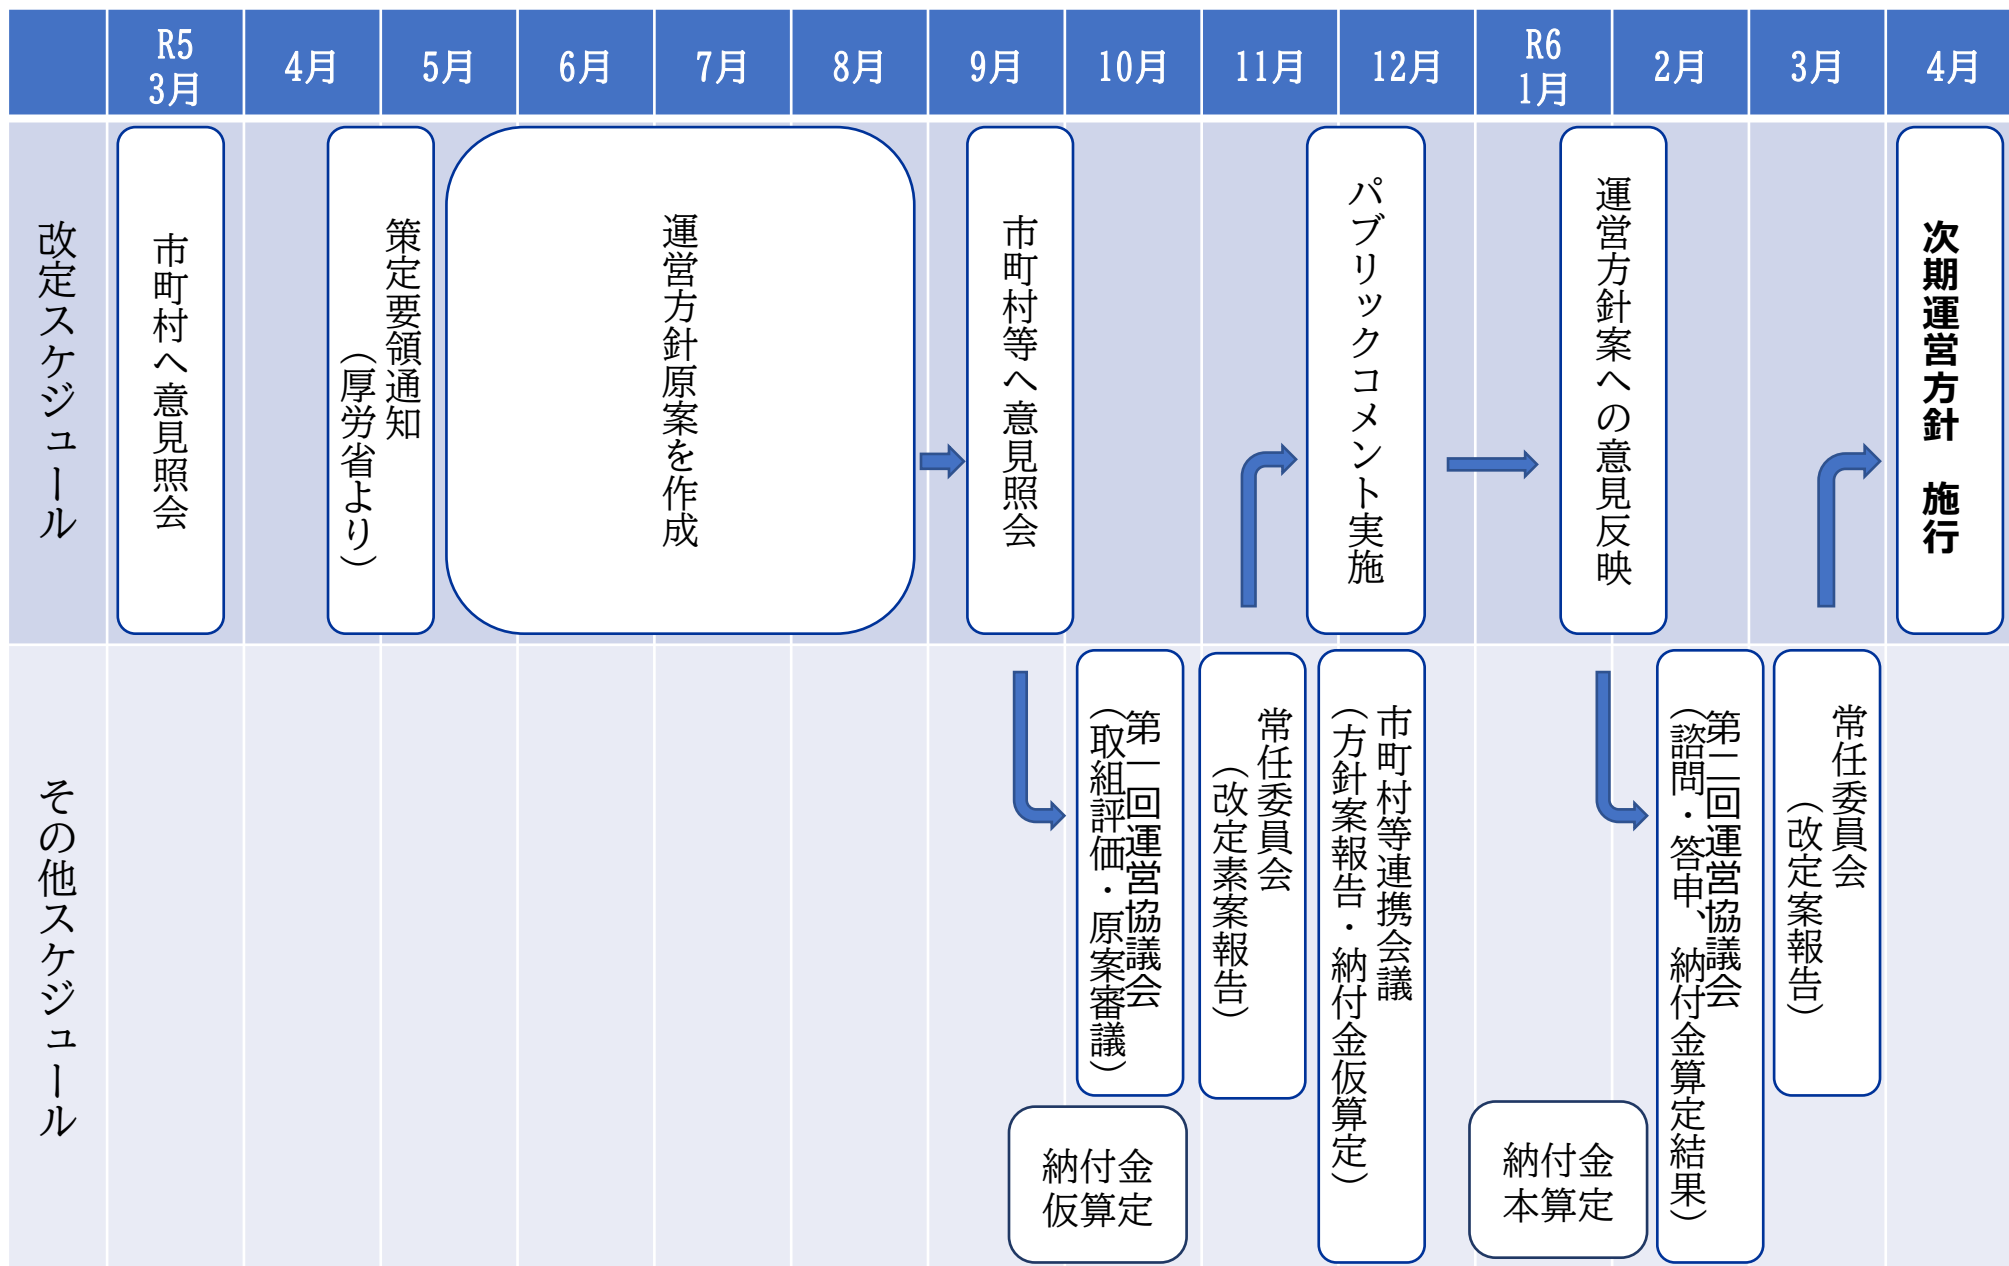 R5
3月
4月
5月
6月
7月
8月
9月
10月
11月
12月
R6
1月
2月
3月
4月
改定スケジュール
市町村へ意見照会
策定要領通知
（厚労省より）
運営方針原案を作成
市町村等へ意見照会
パブリックコメント実施
運営方針案への意見反映
次期運営方針　施行
その他スケジュール
第一回運営協議会
（取組評価・原案審議）
納付金
仮算定
常任委員会
（改定素案報告）
市町村等連携会議
（方針案報告・納付金仮算定）
納付金
本算定
第二回運営協議会
（諮問・答申、納付金算定結果）
常任委員会
（改定案報告）